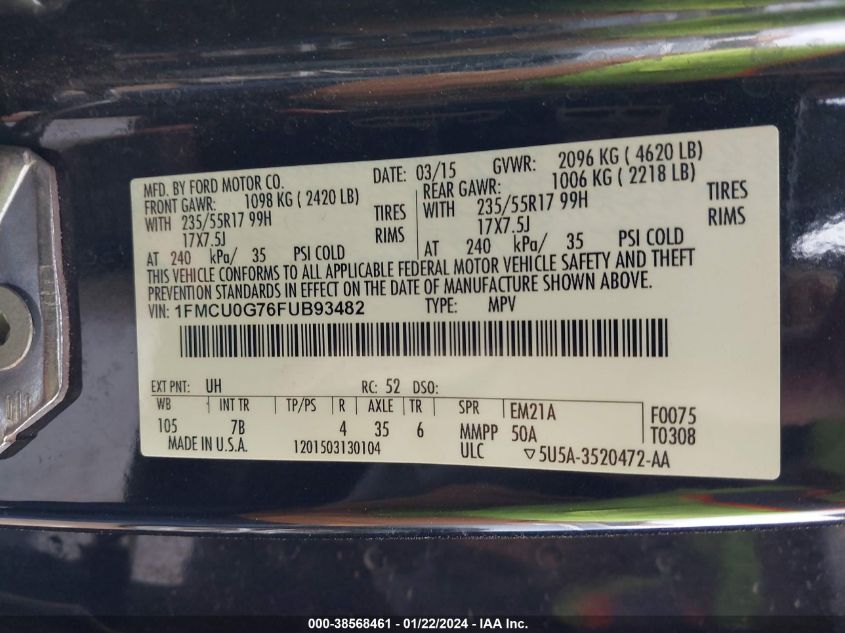 MFD. BY FORD MOTOR CO. DATE: 03/15 GVWR: 2096 KG ( 4620 LB)
FRONT GAWR: 1098 KG ( 2420 LB) REAR GAWR: 1006 KG ( 2218 LB)
WITH 235/55R17 99H TIRES WITH 235/55R17 99H TIRES
17X7.5J RIMS 17X7.5J RIMS
AT 240 kPa/ 35 PSI COLD AT 240 kPa/ 35 PSI COLD
THIS VEHICLE CONFORMS TO ALL APPLICABLE FEDERAL MOTOR VEHICLE SAFETY AND THEFT
PREVENTION STANDARDS IN EFFECT ON THE DATE OF MANUFACTURE SHOWN ABOVE.
VIN: 1FMCU0G76FUB93482 TYPE: MPV
EXT PNT: UH RC: 52 DSO:
WB INT TR TP/PS R AXLE TR SPR EM21A F0075
105 7B 4 35 6 MMPP 50A T0308
MADE IN U.S.A. 1201503130104 ULC ▽5U5A-3520472-AA
000-38568461 - 01/22/2024 - IAA Inc.